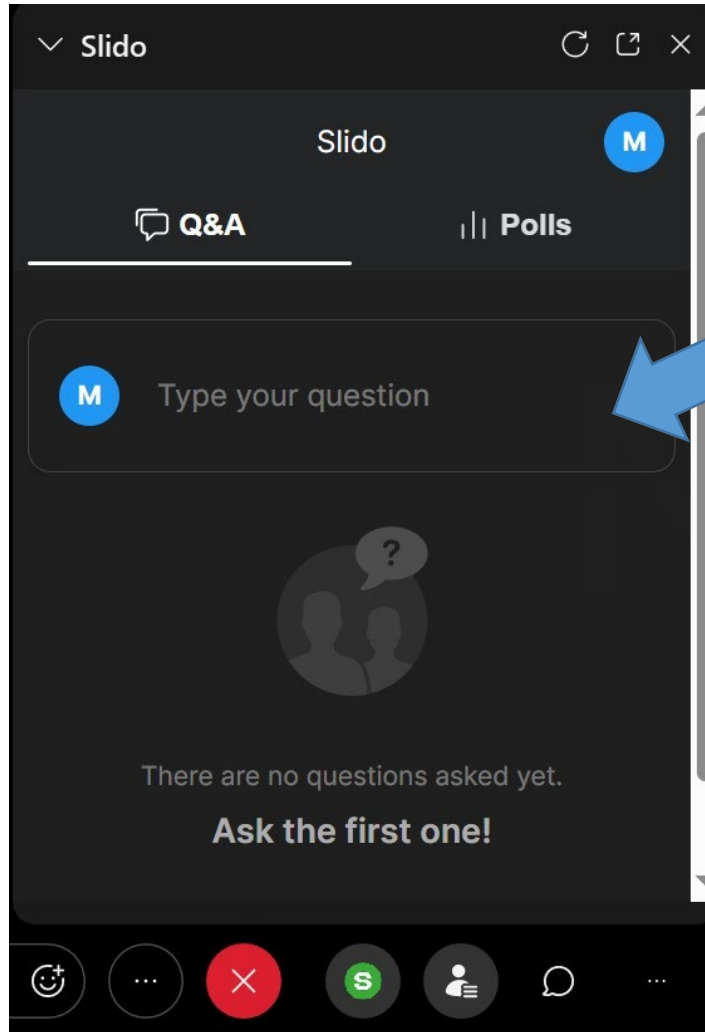 Slido
Slido
M
Q&A
Polls
M
Type your question
?
There are no questions asked yet.
Ask the first one!
S